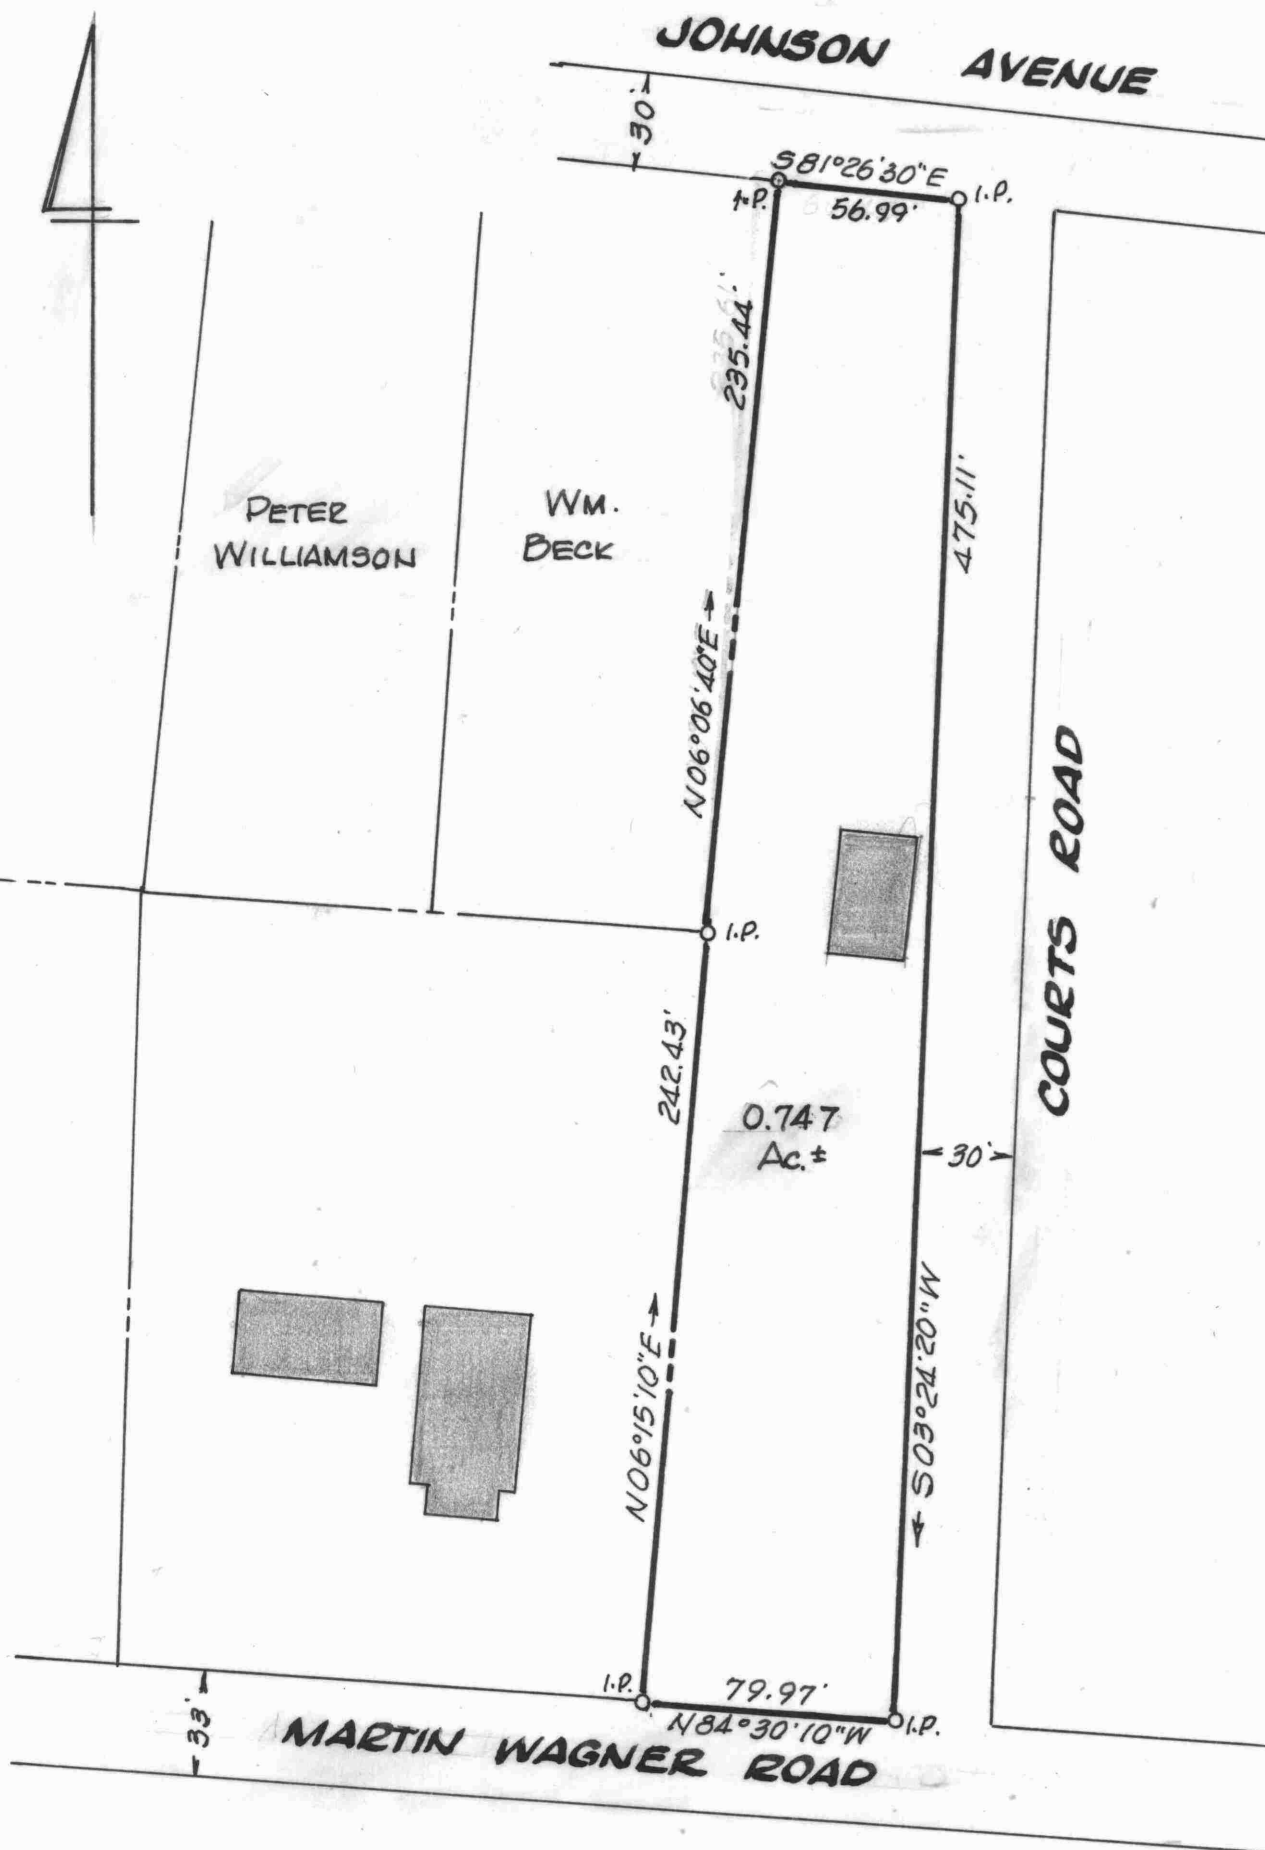 JOHNSON AVENUE
30'
S81°26'30"E
I.P.
I.P.
56.99'
235.44'
475.11'
PETER
WILLIAMSON
WM.
BECK
N06°06'40"E
I.P.
COURTS ROAD
242.43'
0.747
Ac.±
30'
N06°15'10"E
S03°24'20"W
I.P.
79.97'
N84°30'10"W
I.P.
33'
MARTIN WAGNER ROAD